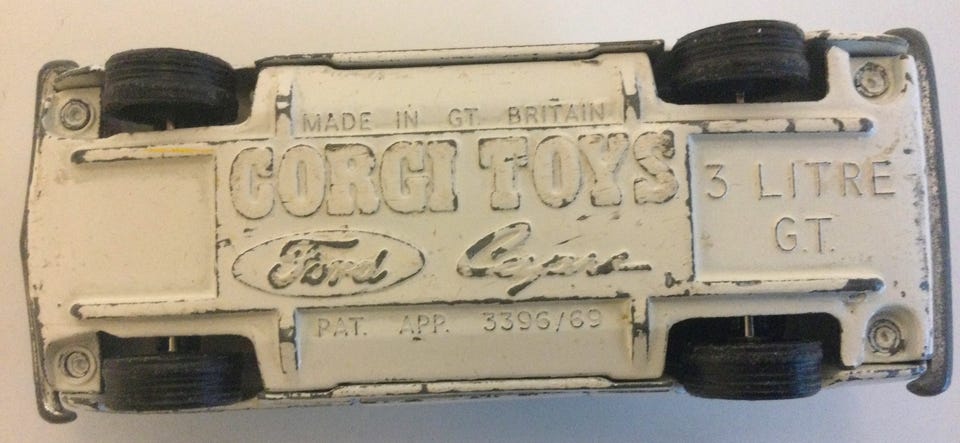 MADE IN GT. BRITAIN
CORGI TOYS
Ford Capri
3 LITRE
G.T.
PAT. APP. 3396/69